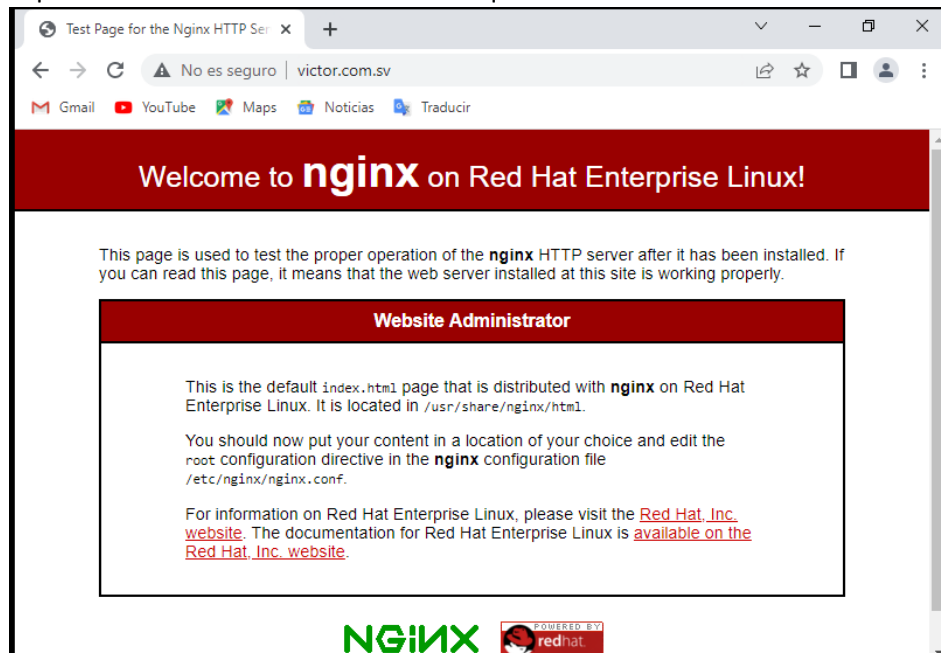 Test Page for the Nginx HTTP Ser
No es seguro | victor.com.sv
Gmail YouTube Maps Noticias Traducir
Welcome to nginx on Red Hat Enterprise Linux!
This page is used to test the proper operation of the nginx HTTP server after it has been installed. If
you can read this page, it means that the web server installed at this site is working properly.
Website Administrator
This is the default index.html page that is distributed with nginx on Red Hat
Enterprise Linux. It is located in /usr/share/nginx/html.
You should now put your content in a location of your choice and edit the
root configuration directive in the nginx configuration file
/etc/nginx/nginx.conf.
For information on Red Hat Enterprise Linux, please visit the Red Hat, Inc.
website. The documentation for Red Hat Enterprise Linux is available on the
Red Hat, Inc. website.
NGINX POWERED BY
redhat.